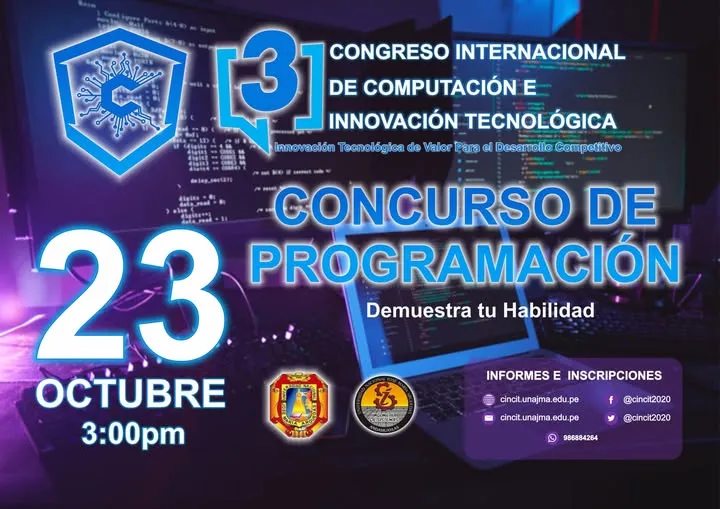 3
CONGRESO INTERNACIONAL
DE COMPUTACIÓN E
INNOVACIÓN TECNOLÓGICA
Innovación Tecnológica de Valor Para el Desarrollo Competitivo
CONCURSO DE
PROGRAMACIÓN
Demuestra tu Habilidad
23
OCTUBRE
3:00pm
INFORMES E INSCRIPCIONES
cincit.unajma.edu.pe
@cincit2020
cincit.unajma.edu.pe
@cincit2020
986884264